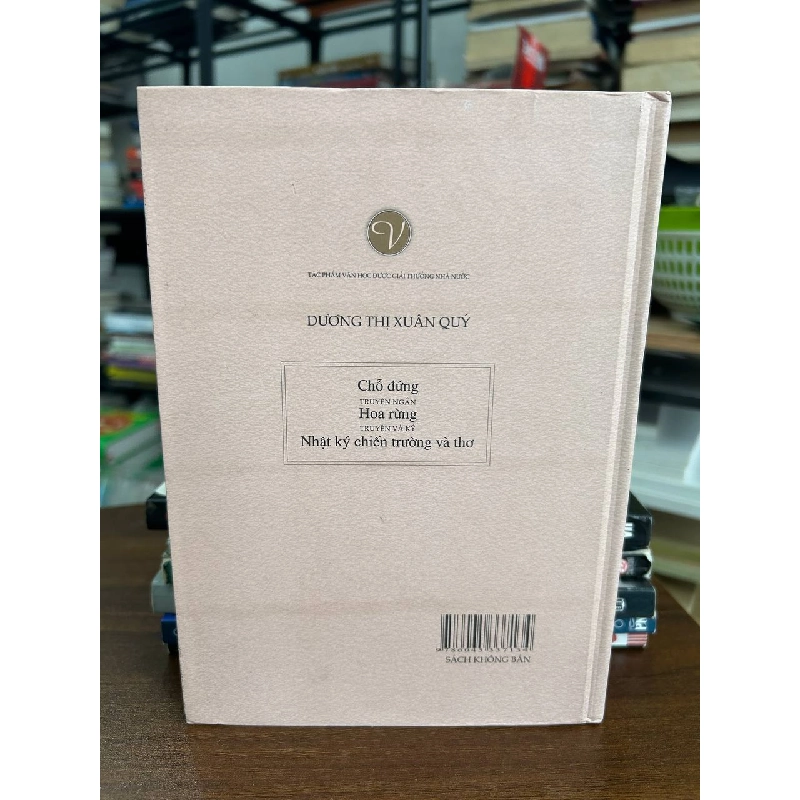 V
TÁC PHẨM VĂN HỌC ĐƯỢC GIẢI THƯỞNG NHÀ NƯỚC
DƯƠNG THỊ XUÂN QUÝ
Chỗ đứng
TRUYỆN NGẮN
Hoa rừng
TRUYỆN VÀ KÝ
Nhật ký chiến trường và thơ
SÁCH KHÔNG BÁN